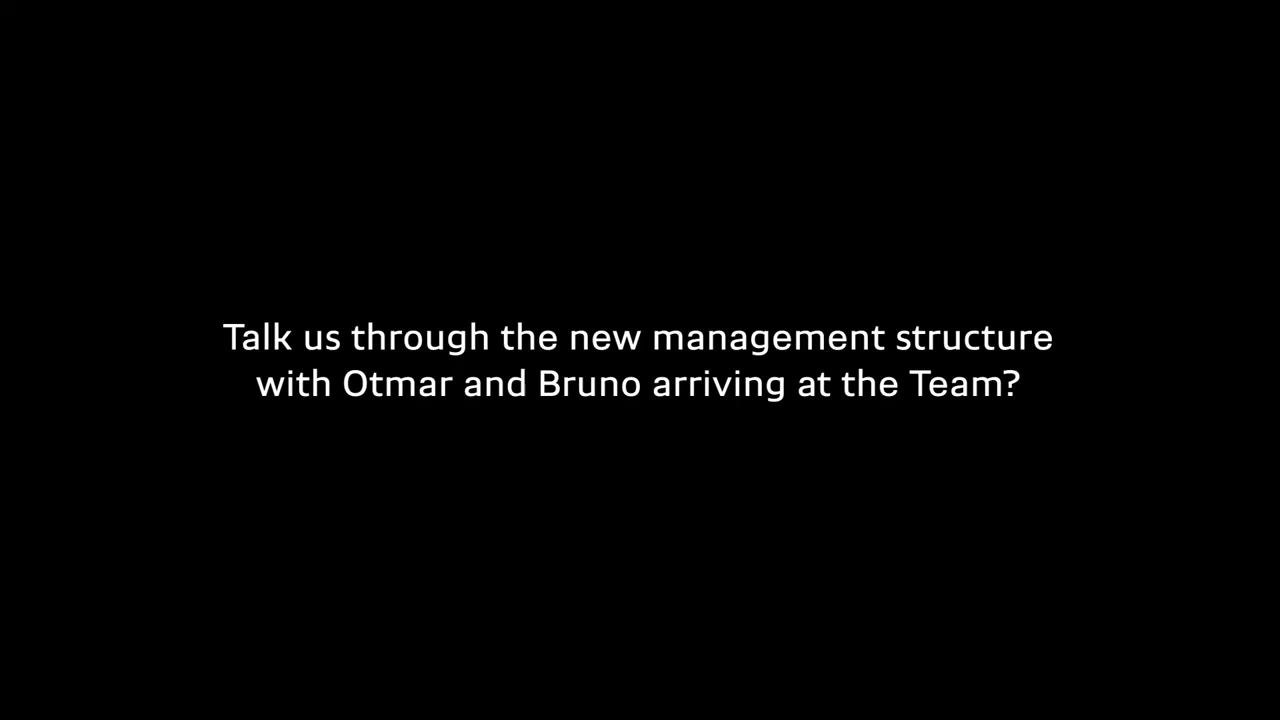 Talk us through the new management structure
with Otmar and Bruno arriving at the Team?